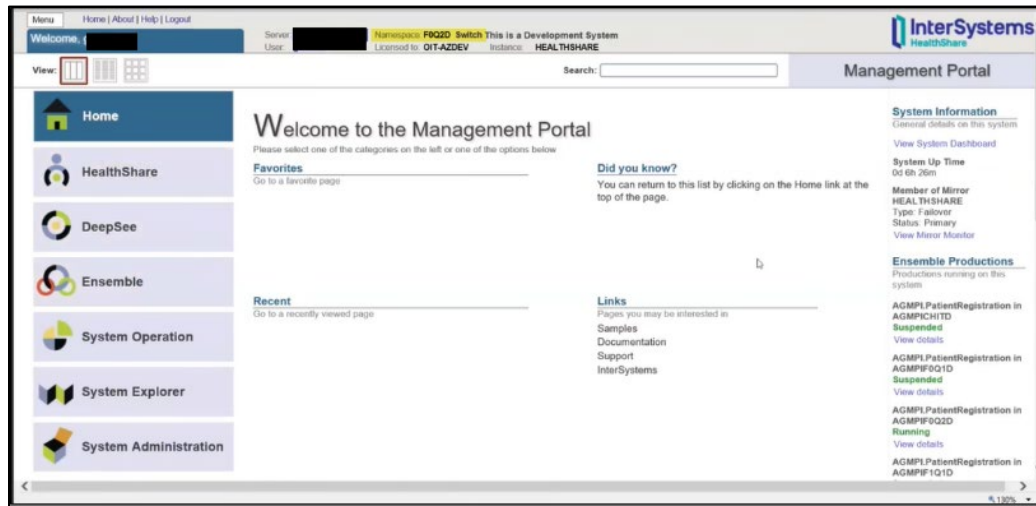 Menu Home | About | Help | Logout
Welcome,
Server: Namespace: F0Q2D Switch This is a Development System
User: Licensed to: OIT-AZDEV Instance: HEALTHSHARE
InterSystems
HealthShare
View: Search: Management Portal
Home
HealthShare
DeepSee
Ensemble
System Operation
System Explorer
System Administration
Welcome to the Management Portal
Please select one of the categories on the left or one of the options below
Favorites
Go to a favorite page
Did you know?
You can return to this list by clicking on the Home link at the
top of the page.
Recent
Go to a recently viewed page
Links
Pages you may be interested in
Samples
Documentation
Support
InterSystems
System Information
General details on this system
View System Dashboard
System Up Time
0d 6h 26m
Member of Mirror
HEALTHSHARE
Type: Failover
Status: Primary
View Mirror Monitor
Ensemble Productions
Productions running on this
system
AGMPI.PatientRegistration in
AGMPICHITD
Suspended
View details
AGMPI.PatientRegistration in
AGMPIF0Q1D
Suspended
View details
AGMPI.PatientRegistration in
AGMPIF0Q2D
Running
View details
AGMPI.PatientRegistration in
AGMPIF1Q1D
130%